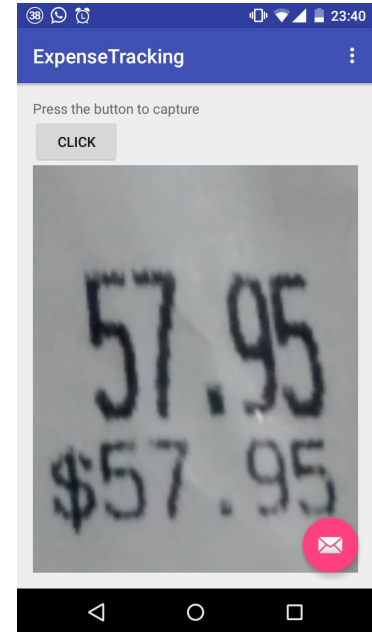 38 23:40
ExpenseTracking
Press the button to capture
CLICK
57.95
$57.95